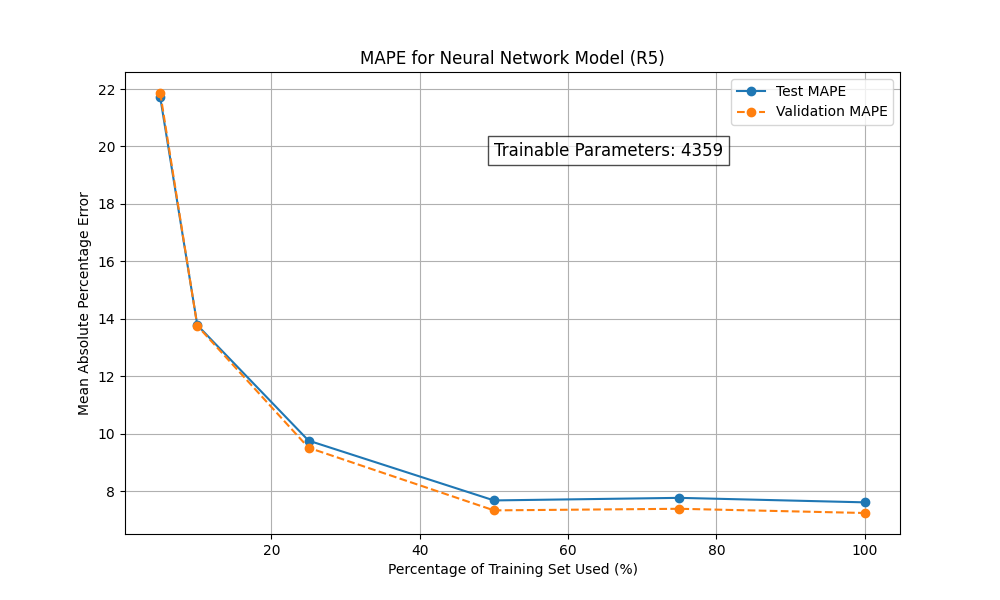 MAPE for Neural Network Model (R5)
Test MAPE
Validation MAPE
Trainable Parameters: 4359
Mean Absolute Percentage Error
22
20
18
16
14
12
10
8
20 40 60 80 100
Percentage of Training Set Used (%)